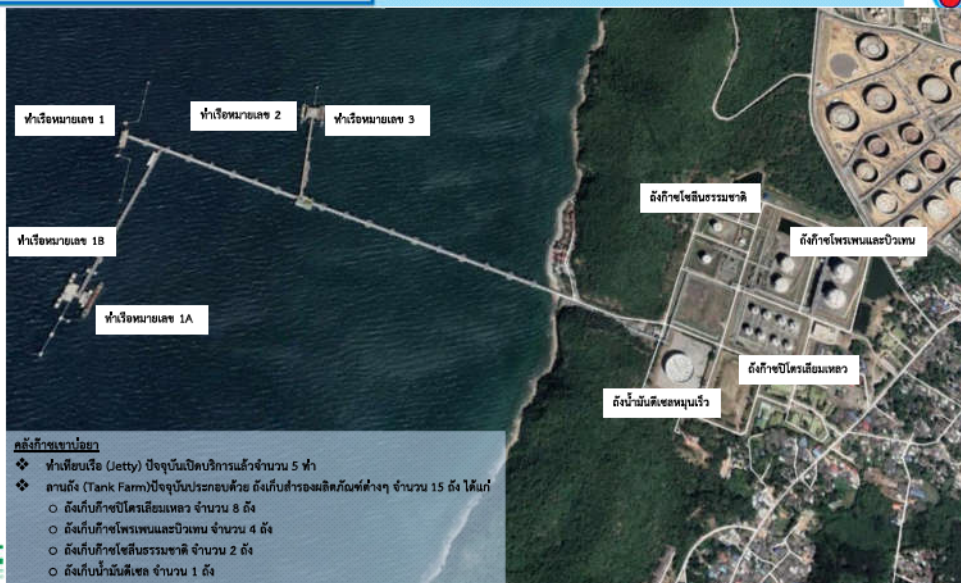 ท่าเรือหมายเลข 1
ท่าเรือหมายเลข 2
ท่าเรือหมายเลข 3
ถังก๊าซโซลีนธรรมชาติ
ท่าเรือหมายเลข 1B
ถังก๊าซโพรเพนและบิวเทน
ท่าเรือหมายเลข 1A
ถังก๊าซปิโตรเลียมเหลว
ถังน้ำมันดีเซลหมุนเร็ว
คลังก๊าซเขาบ่อยา
❖ ท่าเทียบเรือ (Jetty) ปัจจุบันเปิดบริการแล้วจำนวน 5 ท่า
❖ ลานถัง (Tank Farm)ปัจจุบันประกอบด้วย ถังเก็บสำรองผลิตภัณฑ์ต่างๆ จำนวน 15 ถัง ได้แก่
o ถังเก็บก๊าซปิโตรเลียมเหลว จำนวน 8 ถัง
o ถังเก็บก๊าซโพรเพนและบิวเทน จำนวน 4 ถัง
o ถังเก็บก๊าซโซลีนธรรมชาติ จำนวน 2 ถัง
o ถังเก็บน้ำมันดีเซล จำนวน 1 ถัง